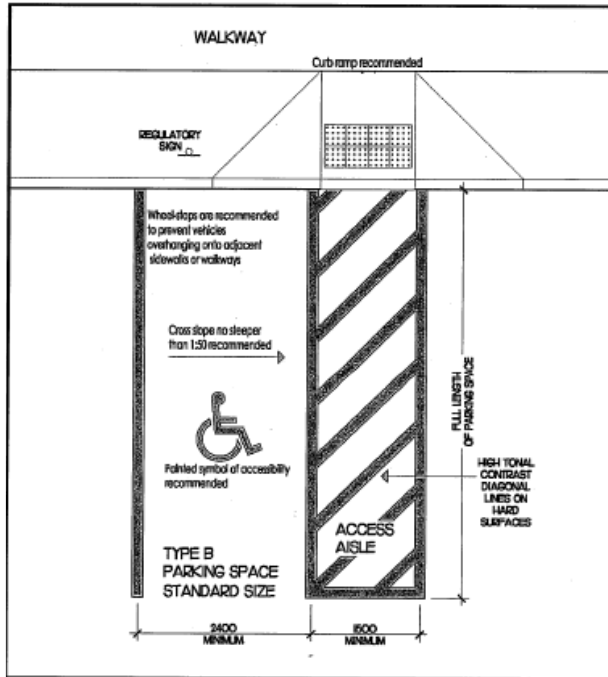 WALKWAY
Curb ramp recommended
REGULATORY
SIGN
Wheel-stops are recommended
to prevent vehicles
overhanging onto adjacent
sidewalks or walkways
Cross slope no steeper
than 1:50 recommended
Painted symbol of accessibility
recommended
FULL LENGTH
OF PARKING SPACE
HIGH TONAL
CONTRAST
DIAGONAL
LINES ON
HARD
SURFACES
ACCESS
AISLE
TYPE B
PARKING SPACE
STANDARD SIZE
2400
MINIMUM
1500
MINIMUM